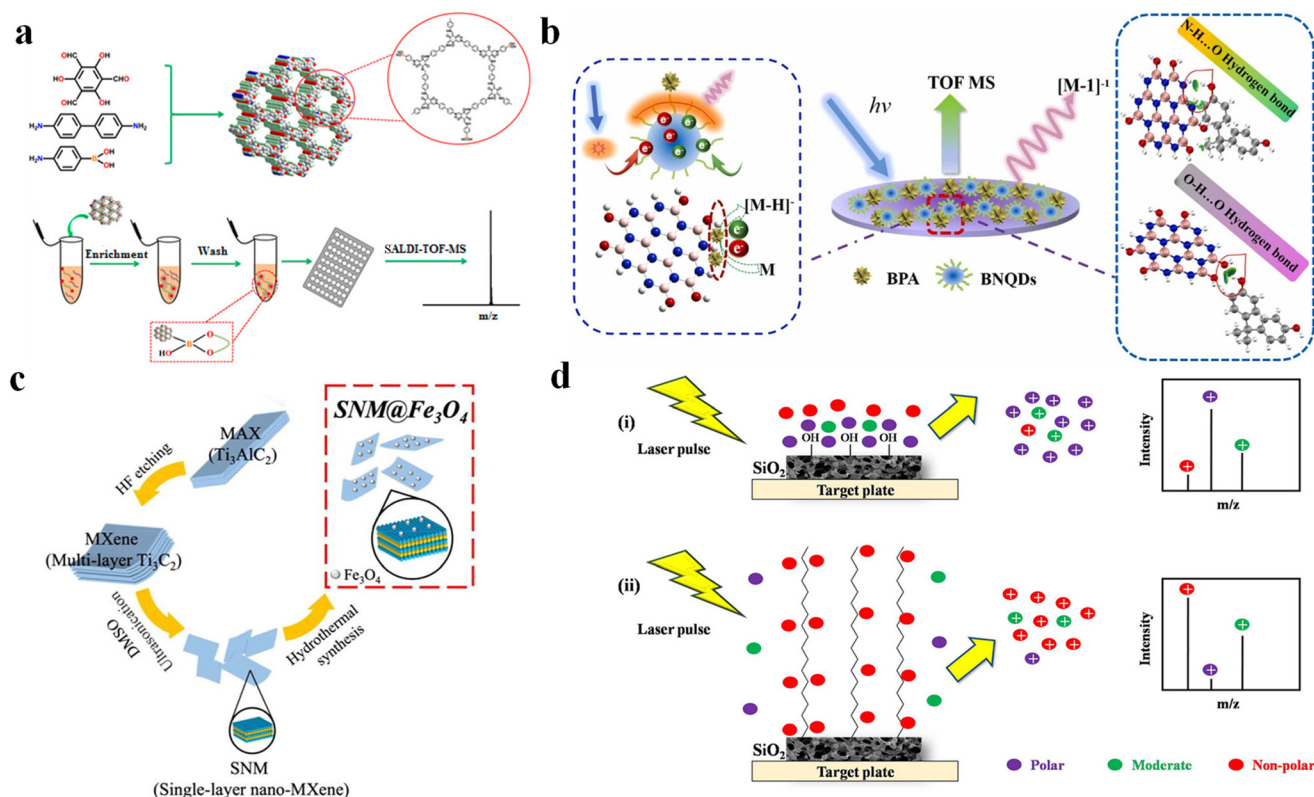 a
CHO
OH
OH
OHC
HO
CHO
OH
H₂N
NH₂
H₂N
B
OH
OH
Enrichment
Wash
SALDI-TOF-MS
m/z
HO
B
O
O
b
hv
TOF MS
[M-1]⁻¹
e⁻
e⁻
e⁻
e⁻
e⁻
[M-H]⁻
e⁻
e⁻
M
BPA
BNQDs
N-H...O Hydrogen bond
O-H...O Hydrogen bond
c
MAX
(Ti₃AlC₂)
HF etching
MXene
(Multi-layer Ti₃C₂)
DMSO
Ultrasonication
SNM
(Single-layer nano-MXene)
Hydrothermal
synthesis
SNM@Fe₃O₄
Fe₃O₄
d
(i)
Laser pulse
OH
OH
OH
SiO₂
Target plate
Intensity
m/z
(ii)
Laser pulse
SiO₂
Target plate
Intensity
m/z
Polar
Moderate
Non-polar